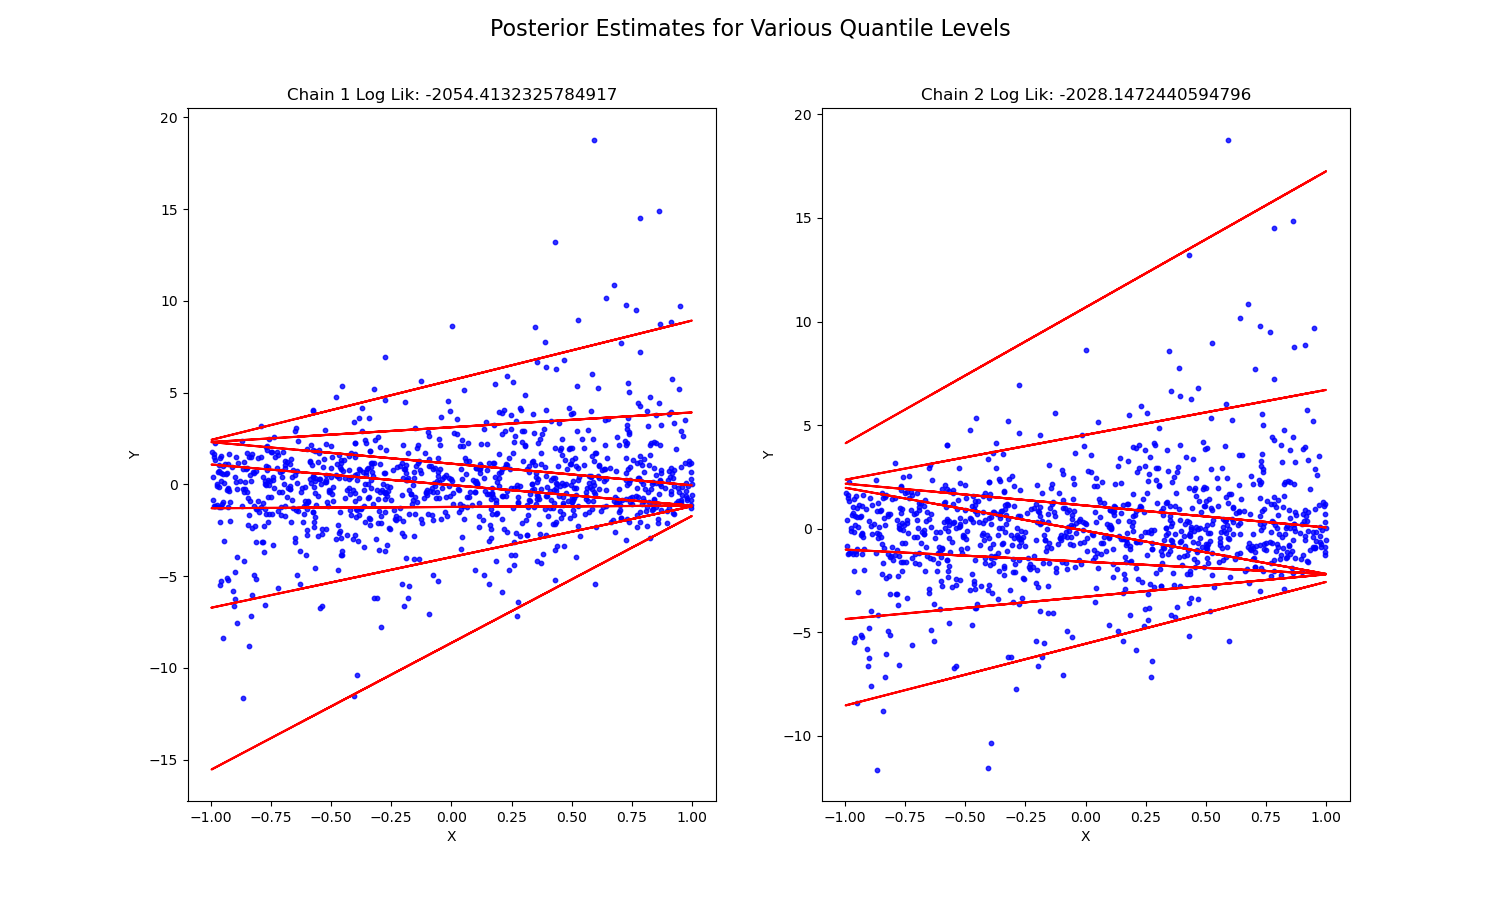 Posterior Estimates for Various Quantile Levels
Chain 1 Log Lik: -2054.4132325784917
20
15
10
5
0
−5
−10
−15
Y
−1.00 −0.75 −0.50 −0.25 0.00 0.25 0.50 0.75 1.00
X
Chain 2 Log Lik: -2028.1472440594796
20
15
10
5
0
−5
−10
Y
−1.00 −0.75 −0.50 −0.25 0.00 0.25 0.50 0.75 1.00
X